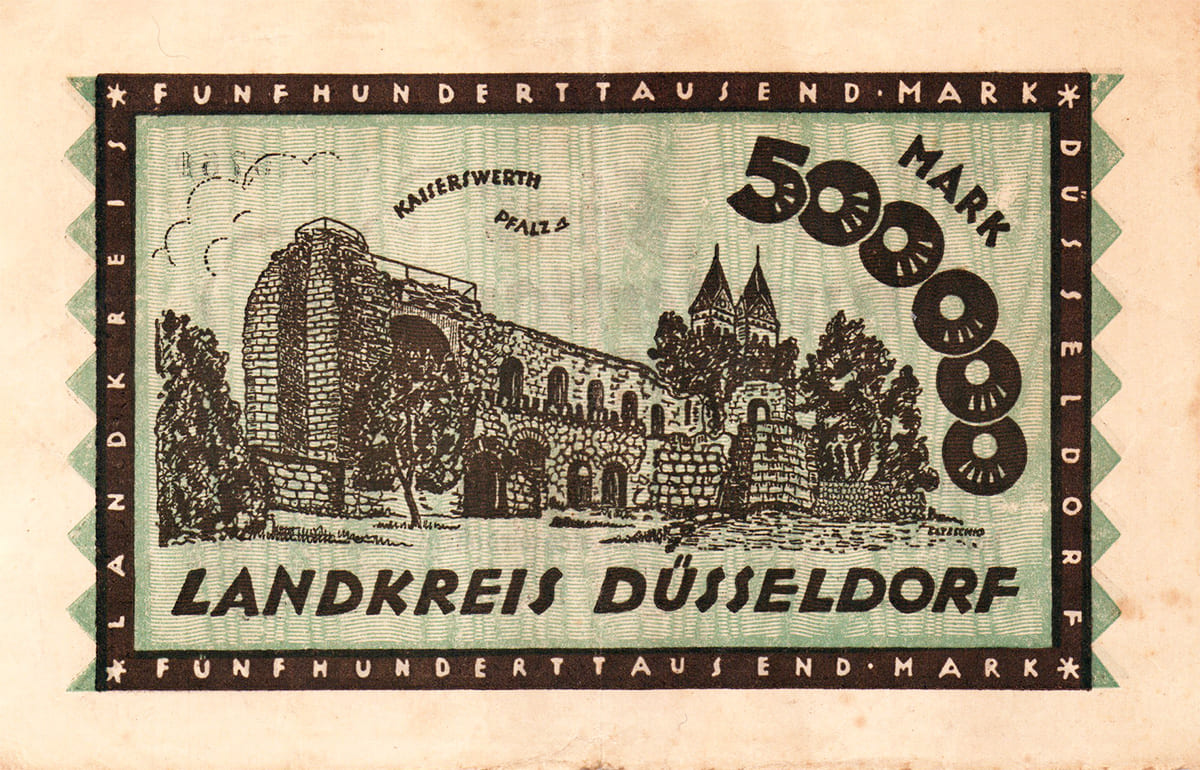 * FUNFHUNDERTTAUSEND·MARK *
LANDKREIS
DÜSSELDORF
KAISERSWERTH
PFALZ
500000
MARK
LANDKREIS DÜSSELDORF
* FÜNFHUNDERTTAUSEND·MARK *